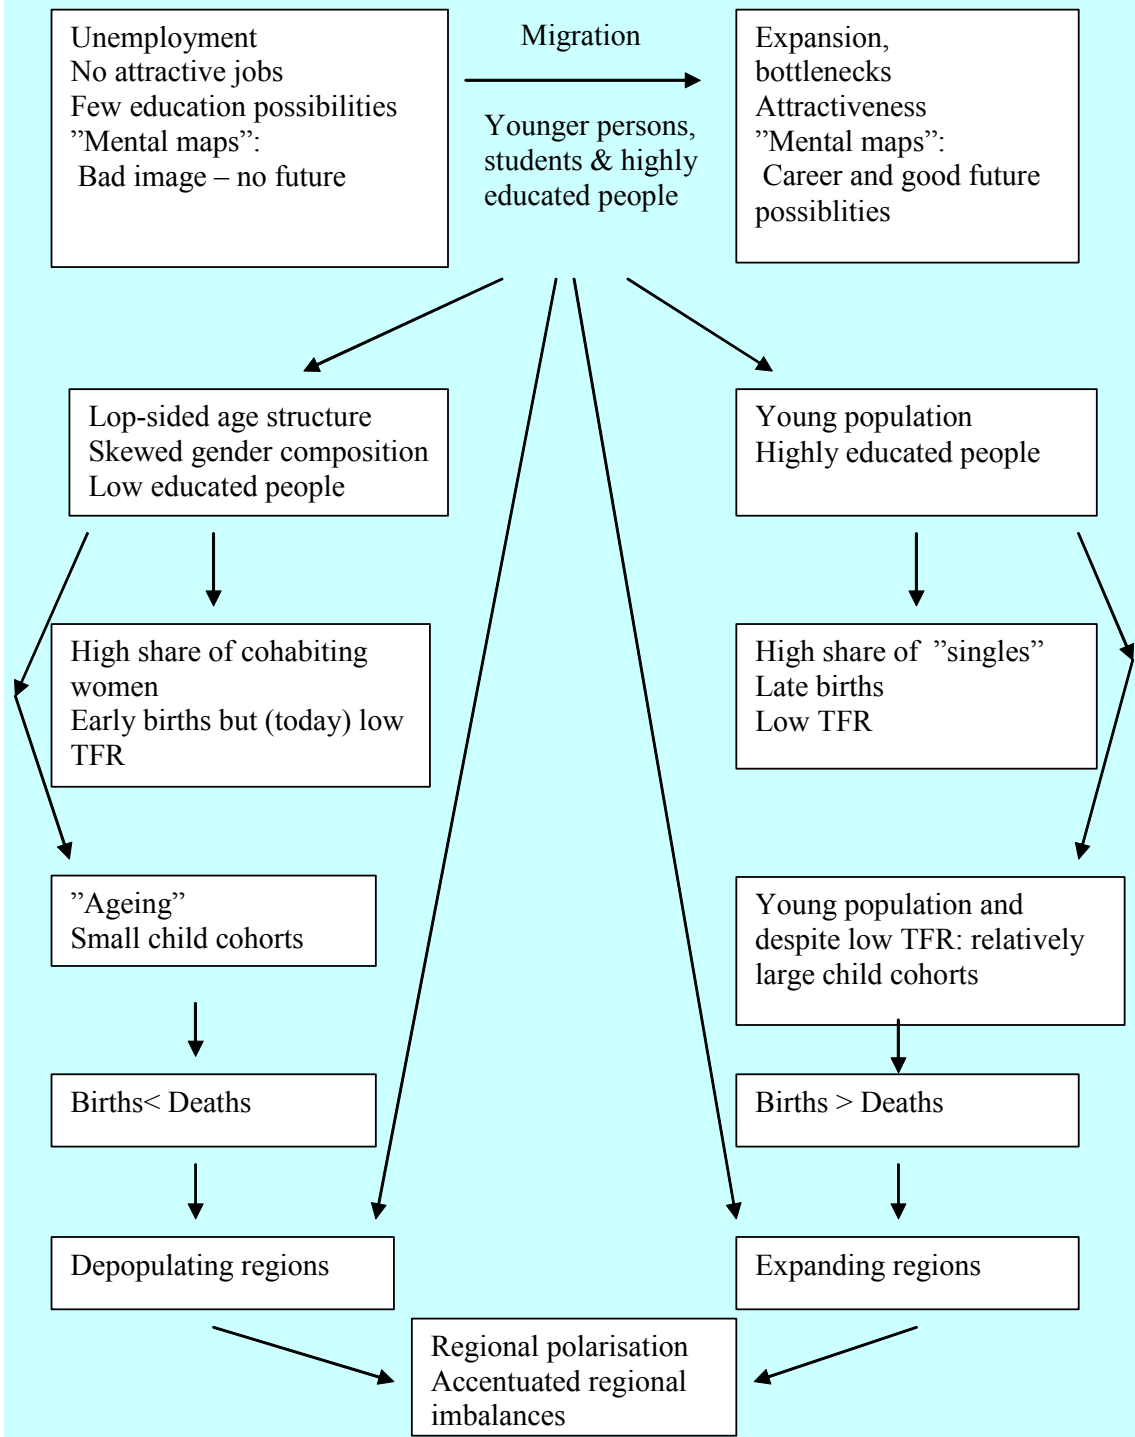 Unemployment
No attractive jobs
Few education possibilities
”Mental maps”:
Bad image – no future
Migration
Younger persons,
students & highly
educated people
Expansion,
bottlenecks
Attractiveness
”Mental maps”:
Career and good future
possiblities
Lop-sided age structure
Skewed gender composition
Low educated people
Young population
Highly educated people
High share of cohabiting
women
Early births but (today) low
TFR
High share of ”singles”
Late births
Low TFR
”Ageing”
Small child cohorts
Young population and
despite low TFR: relatively
large child cohorts
Births< Deaths
Births > Deaths
Depopulating regions
Expanding regions
Regional polarisation
Accentuated regional
imbalances